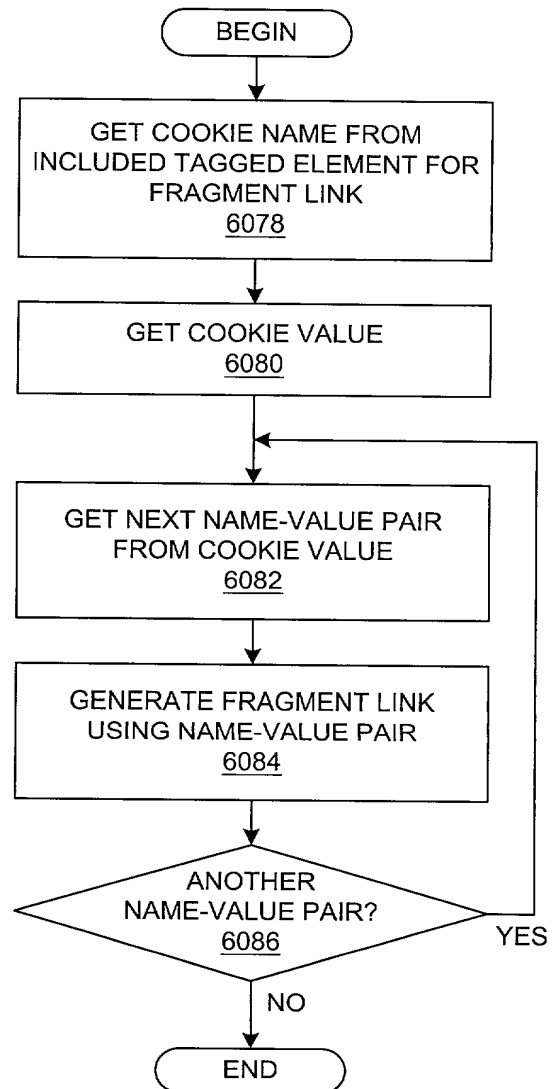 BEGIN
GET COOKIE NAME FROM
INCLUDED TAGGED ELEMENT FOR
FRAGMENT LINK
6078
GET COOKIE VALUE
6080
GET NEXT NAME-VALUE PAIR
FROM COOKIE VALUE
6082
GENERATE FRAGMENT LINK
USING NAME-VALUE PAIR
6084
ANOTHER
NAME-VALUE PAIR?
6086
YES
NO
END